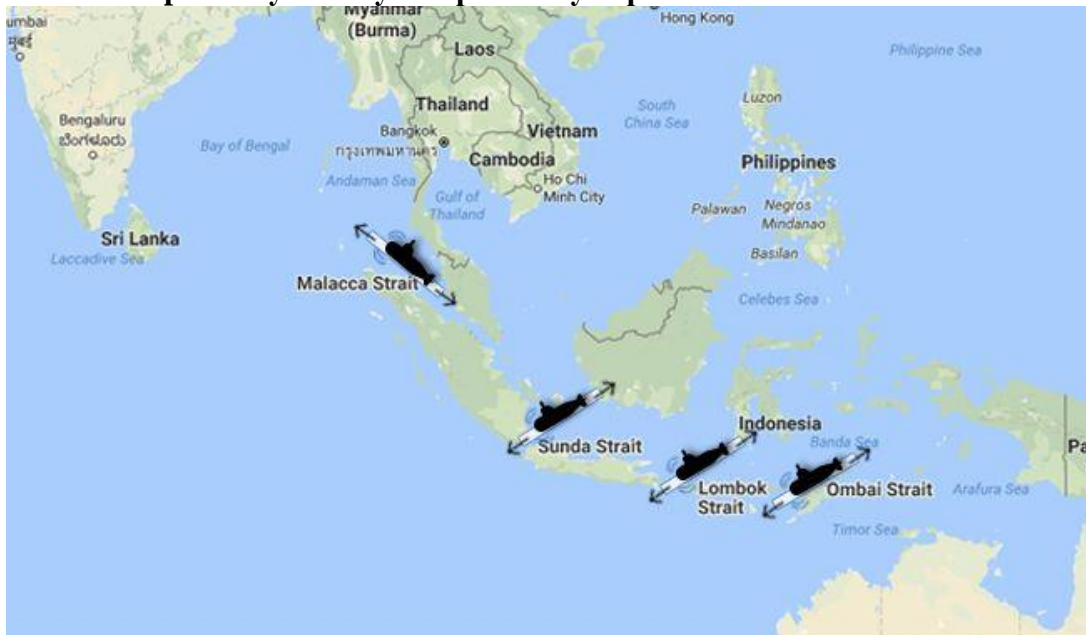 Myanmar
(Burma)
Hong Kong
umbai
मुंबई
Laos
Philippine Sea
Thailand
Luzon
South
China Sea
Bengaluru
ಬೆಂಗಳೂರು
Bangkok
กรุงเทพมหานคร
Vietnam
Bay of Bengal
Cambodia
Philippines
Andaman Sea
Ho Chi
Minh City
Gulf of
Thailand
Palawan
Negros
Mindanao
Sri Lanka
Laccadive Sea
Basilan
Malacca Strait
Celebes Sea
Indonesia
Sunda Strait
Banda Sea
Pa
Lombok
Strait
Ombai Strait
Arafura Sea
Timor Sea